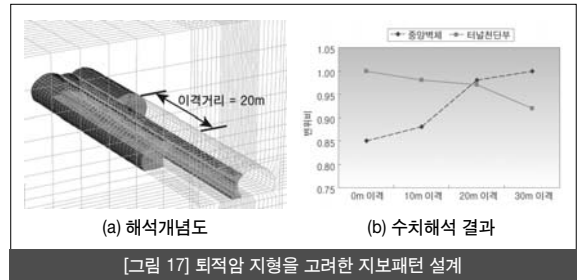 이격거리 = 20m
(a) 해석개념도
중앙벽체
터널천단부
변위비
1.05
1.00
0.95
0.90
0.85
0.80
0.75
0m 이격
10m 이격
20m 이격
30m 이격
(b) 수치해석 결과
[그림 17] 퇴적암 지형을 고려한 지보패턴 설계